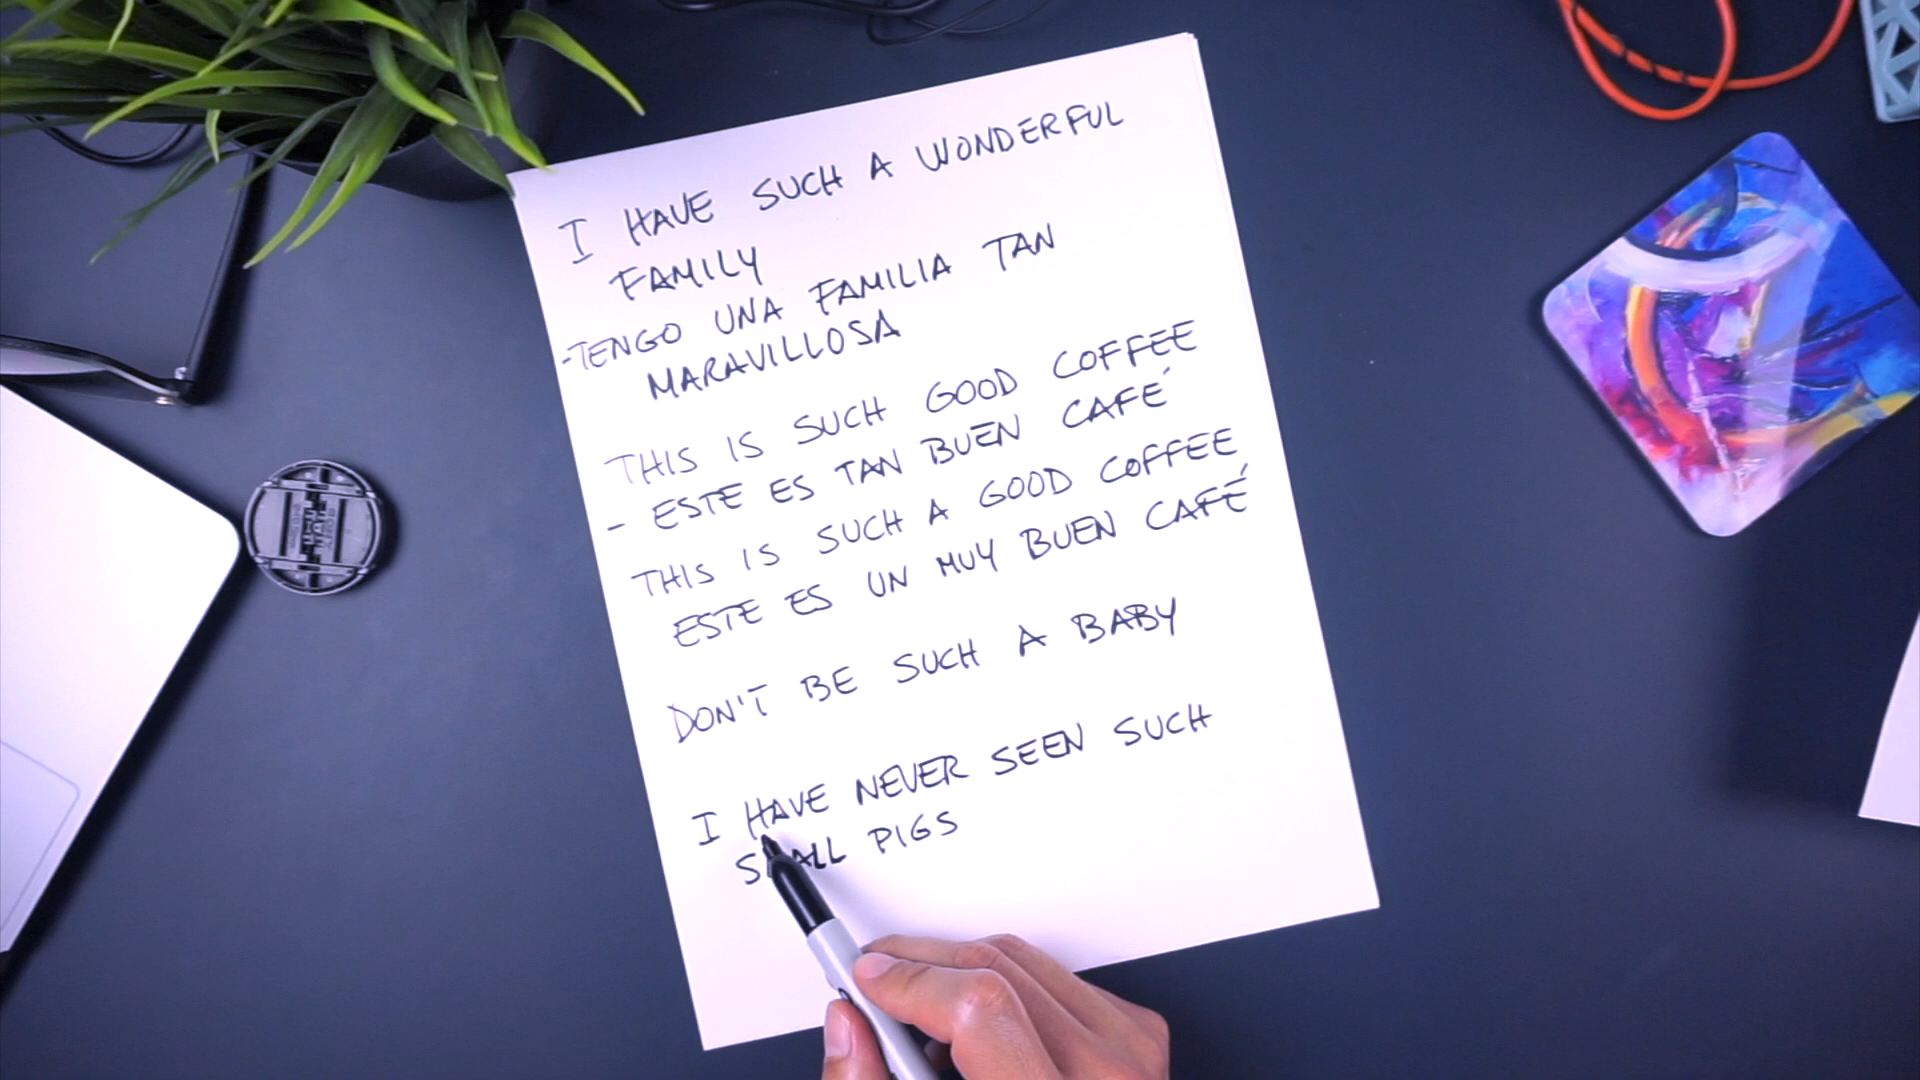 I HAVE SUCH A WONDERFUL
FAMILY
-TENGO UNA FAMILIA TAN
MARAVILLOSA
THIS IS SUCH GOOD COFFEE
- ESTE ES TAN BUEN CAFÉ
THIS IS SUCH A GOOD COFFEE
ESTE ES UN MUY BUEN CAFÉ
DON'T BE SUCH A BABY
I HAVE NEVER SEEN SUCH
SMALL PIGS